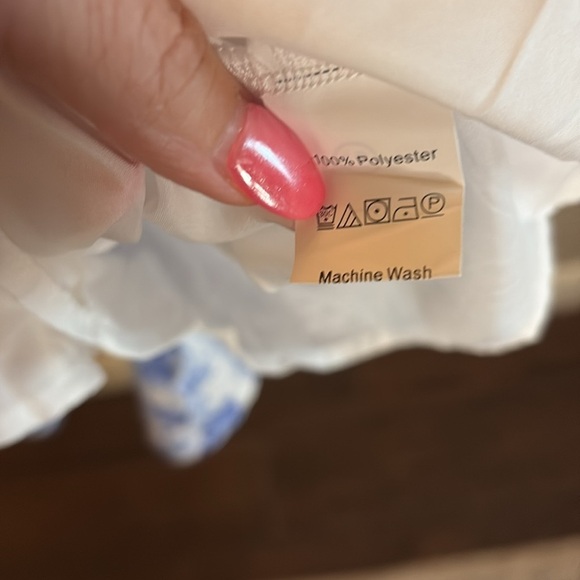 100% Polyester
P
Machine Wash